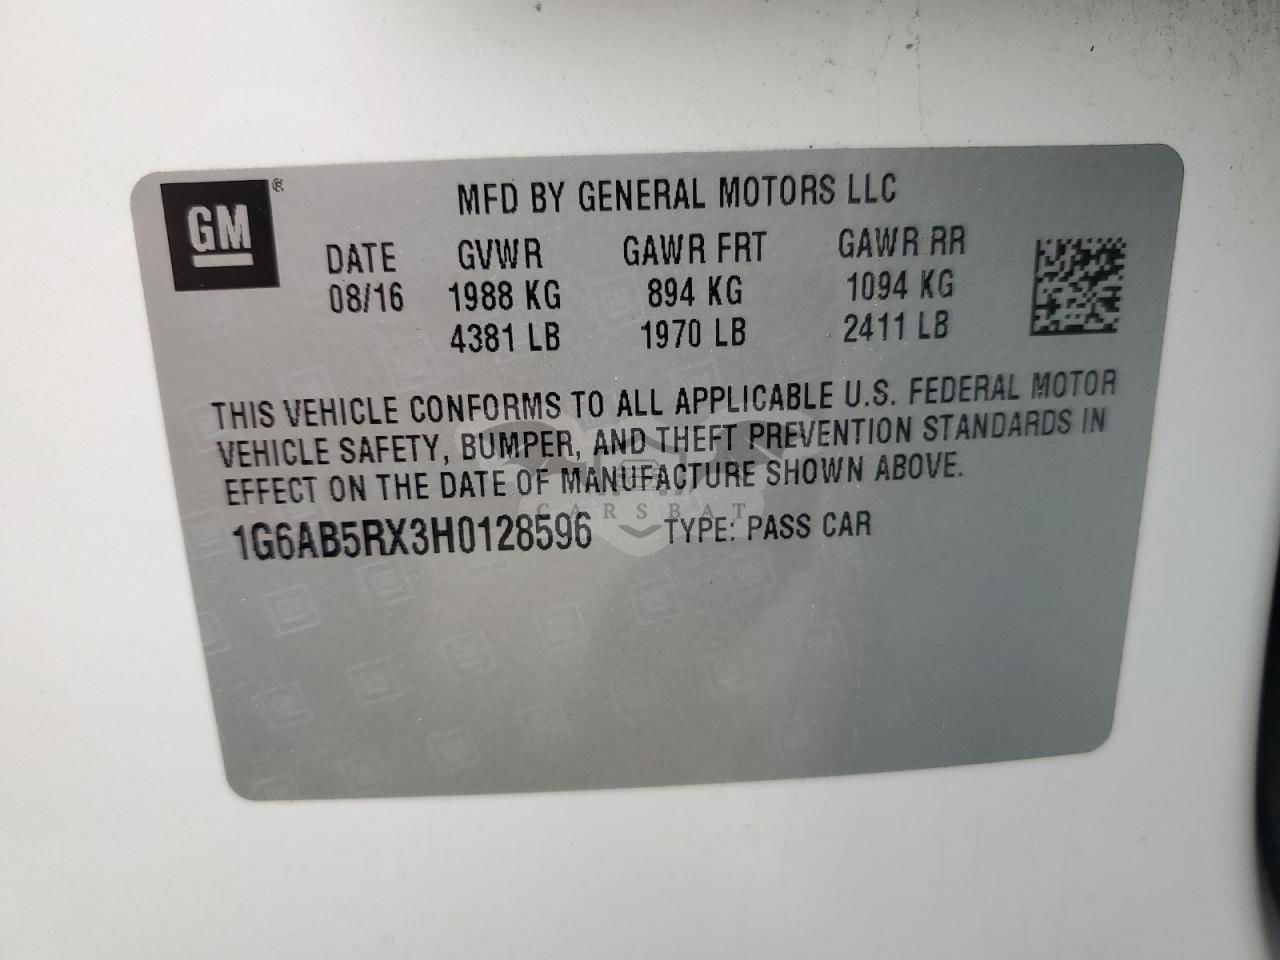 GM ®
MFD BY GENERAL MOTORS LLC
DATE GVWR GAWR FRT GAWR RR
08/16 1988 KG 894 KG 1094 KG
4381 LB 1970 LB 2411 LB
THIS VEHICLE CONFORMS TO ALL APPLICABLE U.S. FEDERAL MOTOR
VEHICLE SAFETY, BUMPER, AND THEFT PREVENTION STANDARDS IN
EFFECT ON THE DATE OF MANUFACTURE SHOWN ABOVE.
CARSBAT
1G6AB5RX3H0128596 TYPE: PASS CAR